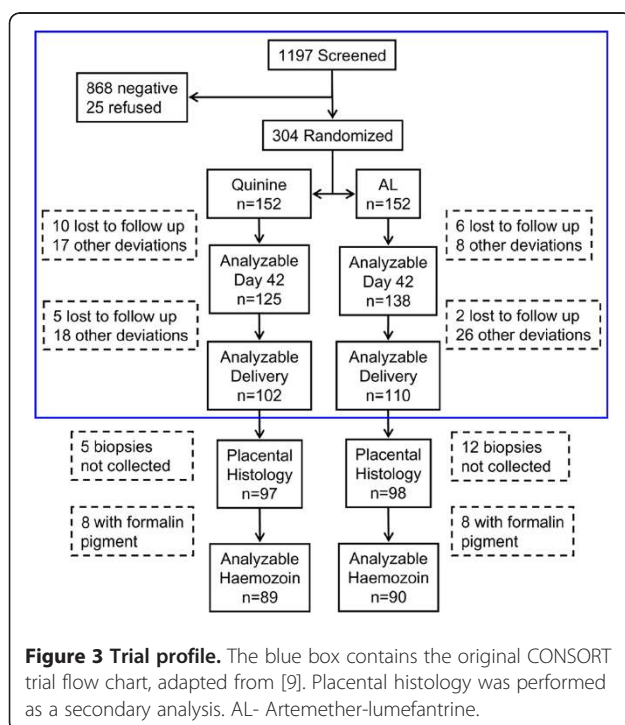 1197 Screened
868 negative
25 refused
304 Randomized
Quinine
n=152
AL
n=152
10 lost to follow up
17 other deviations
6 lost to follow up
8 other deviations
Analyzable
Day 42
n=125
Analyzable
Day 42
n=138
5 lost to follow up
18 other deviations
2 lost to follow up
26 other deviations
Analyzable
Delivery
n=102
Analyzable
Delivery
n=110
5 biopsies
not collected
12 biopsies
not collected
Placental
Histology
n=97
Placental
Histology
n=98
8 with formalin
pigment
8 with formalin
pigment
Analyzable
Haemozoin
n=89
Analyzable
Haemozoin
n=90
Figure 3 Trial profile. The blue box contains the original CONSORT
trial flow chart, adapted from [9]. Placental histology was performed
as a secondary analysis. AL- Artemether-lumefantrine.